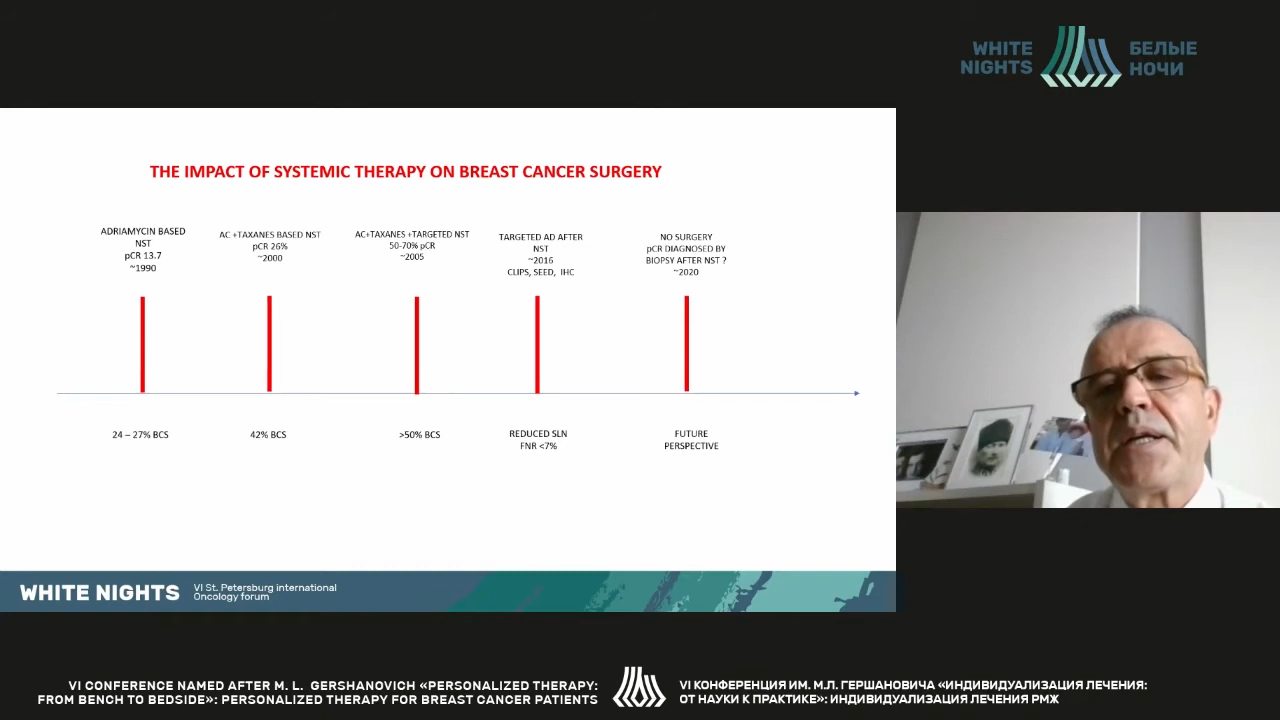 WHITE
NIGHTS
БЕЛЫЕ
НОЧИ
THE IMPACT OF SYSTEMIC THERAPY ON BREAST CANCER SURGERY
ADRIAMYCIN BASED
NST
pCR 13.7
~1990
AC +TAXANES BASED NST
pCR 26%
~2000
AC+TAXANES +TARGETED NST
50-70% pCR
~2005
TARGETED AD AFTER
NST
~2016
CLIPS, SEED, IHC
NO SURGERY
pCR DIAGNOSED BY
BIOPSY AFTER NST ?
~2020
24 – 27% BCS
42% BCS
>50% BCS
REDUCED SLN
FNR <7%
FUTURE
PERSPECTIVE
WHITE NIGHTS
VI St. Petersburg international
Oncology forum
VI CONFERENCE NAMED AFTER M. L. GERSHANOVICH «PERSONALIZED THERAPY:
FROM BENCH TO BEDSIDE»: PERSONALIZED THERAPY FOR BREAST CANCER PATIENTS
VI КОНФЕРЕНЦИЯ ИМ. М.Л. ГЕРШАНОВИЧА «ИНДИВИДУАЛИЗАЦИЯ ЛЕЧЕНИЯ:
ОТ НАУКИ К ПРАКТИКЕ»: ИНДИВИДУАЛИЗАЦИЯ ЛЕЧЕНИЯ РМЖ